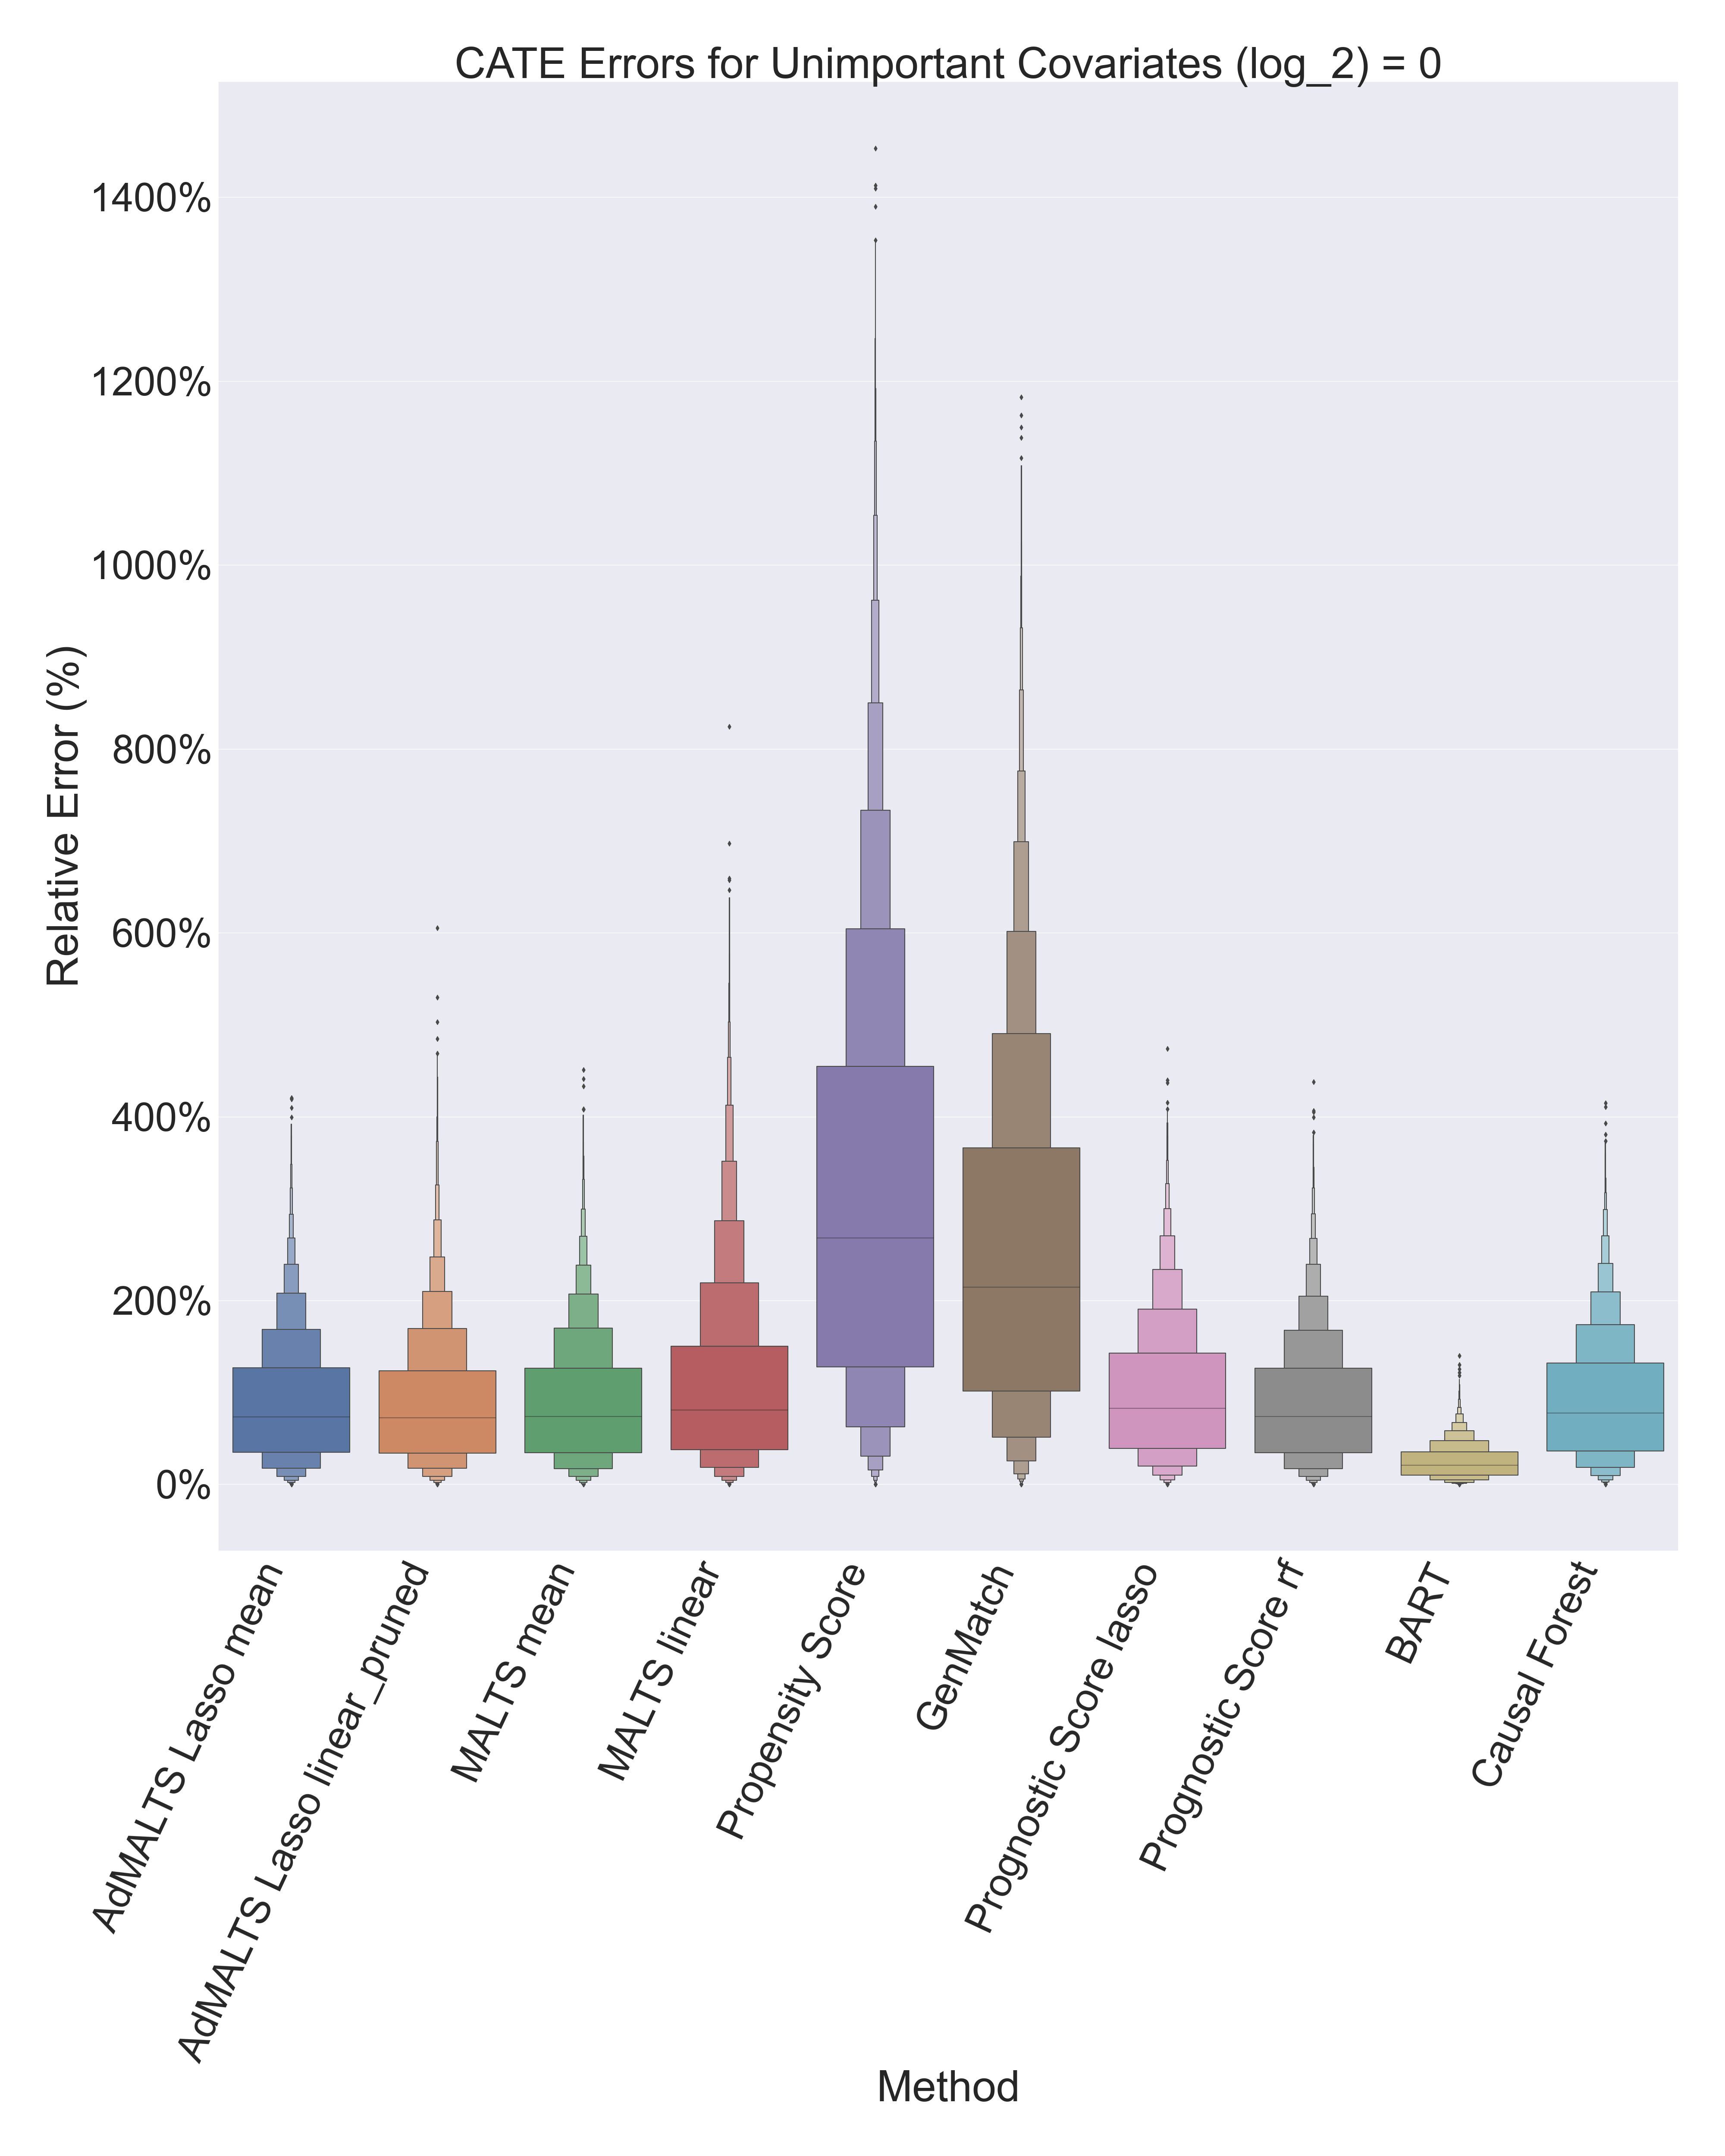 CATE Errors for Unimportant Covariates (log_2) = 0
1400%
1200%
1000%
800%
600%
400%
200%
0%
Relative Error (%)
AdMALTS Lasso mean
AdMALTS Lasso linear_pruned
MALTS mean
MALTS linear
Propensity Score
GenMatch
Prognostic Score lasso
Prognostic Score rf
BART
Causal Forest
Method